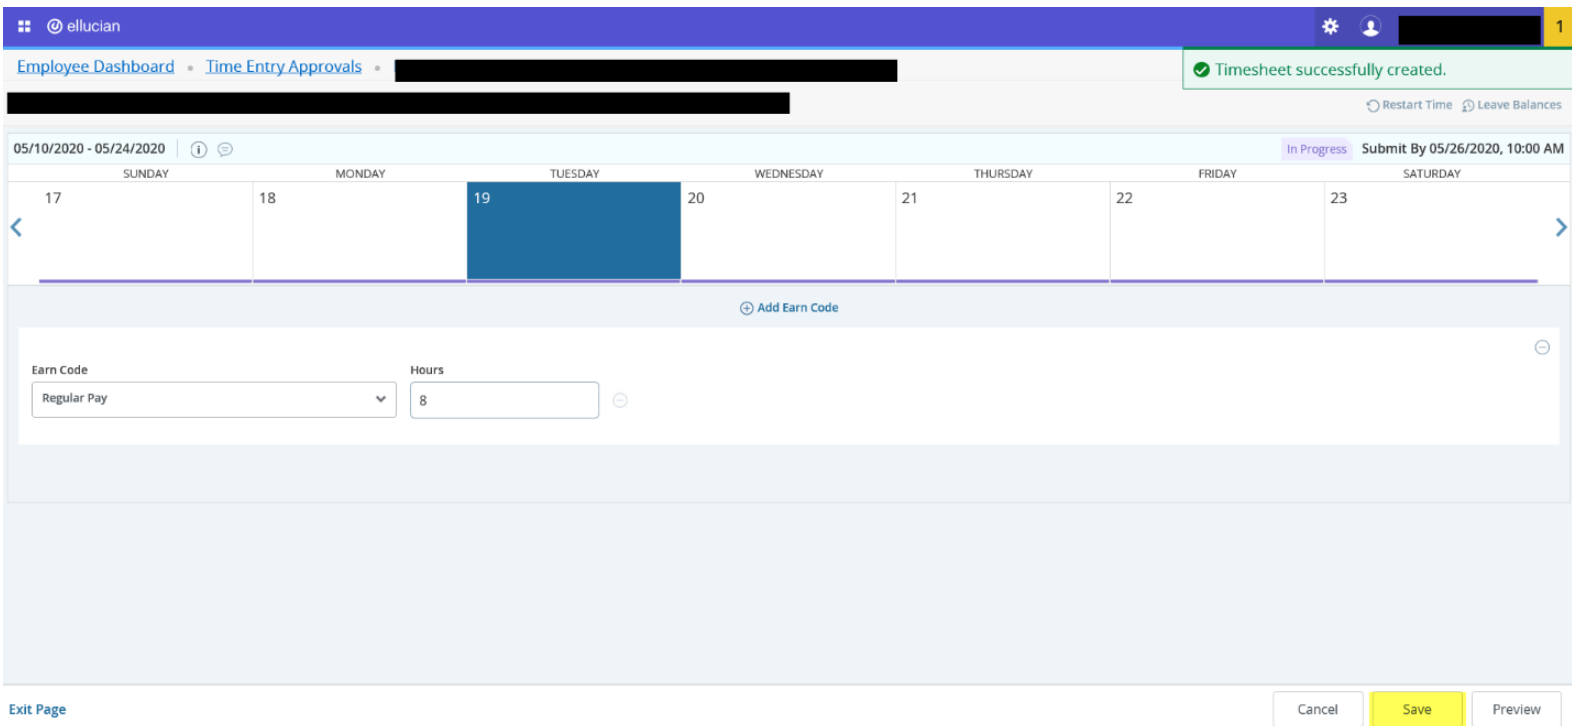 ellucian
1
Employee Dashboard • Time Entry Approvals •
Timesheet successfully created.
Restart Time Leave Balances
05/10/2020 - 05/24/2020 In Progress Submit By 05/26/2020, 10:00 AM
SUNDAY MONDAY TUESDAY WEDNESDAY THURSDAY FRIDAY SATURDAY
17 18 19 20 21 22 23
Add Earn Code
Earn Code Hours
Regular Pay 8
Exit Page Cancel Save Preview